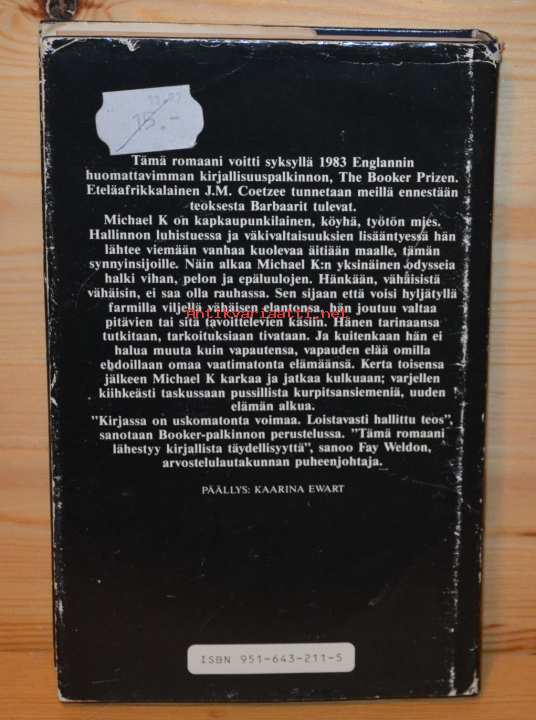 15.-
Tämä romaani voitti syksyllä 1983 Englannin
huomattavimman kirjallisuuspalkinnon, The Booker Prizen.
Eteläafrikkalainen J.M. Coetzee tunnetaan meillä ennestään
teoksesta Barbaarit tulevat.
Michael K on kapkaupunkilainen, köyhä, työtön mies.
Hallinnon luhistuessa ja väkivaltaisuuksien lisääntyessä hän
lähtee viemään vanhaa kuolevaa äitiään maalle, tämän
synnyinsijoille. Näin alkaa Michael K:n yksinäinen odysseia
halki vihan, pelon ja epäluulojen. Hänkään, vähäisistä
vähäisin, ei saa olla rauhassa. Sen sijaan että voisi hyljätyllä
farmilla viljellä vähäisen elantonsa, hän joutuu valtaa
Antikvariaatti.net
pitävien tai sitä tavoittelevien käsiin. Hänen tarinaansa
tutkitaan, tarkoituksiaan tivataan. Ja kuitenkaan hän ei
halua muuta kuin vapautensa, vapauden elää omilla
ehdoillaan omaa vaatimatonta elämäänsä. Kerta toisensa
jälkeen Michael K karkaa ja jatkaa kulkuaan; varjellen
kiihkeästi taskussaan pussillista kurpitsansiemeniä, uuden
elämän alkua.
"Kirjassa on uskomatonta voimaa. Loistavasti hallittu teos",
sanotaan Booker-palkinnon perustelussa. "Tämä romaani
lähestyy kirjallista täydellisyyttä", sanoo Fay Weldon,
arvostelulautakunnan puheenjohtaja.
PÄÄLLYS: KAARINA EWART
ISBN 951-643-211-5